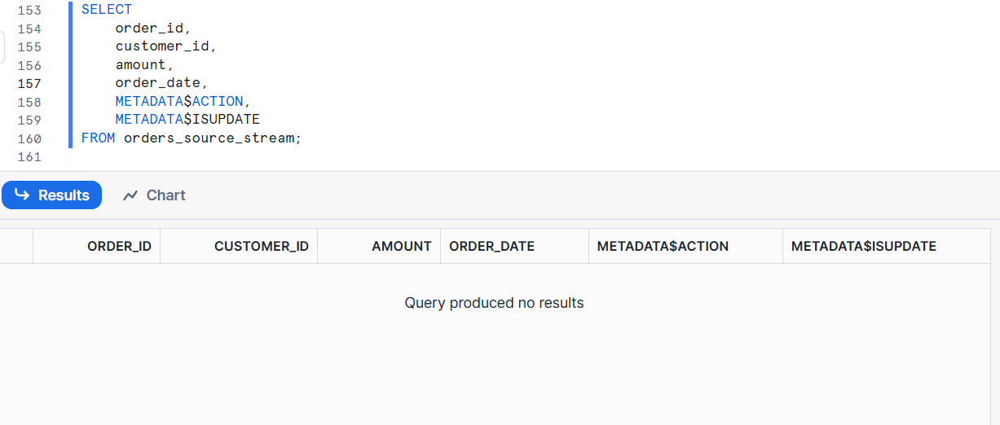 153 SELECT
154 order_id,
155 customer_id,
156 amount,
157 order_date,
158 METADATA$ACTION,
159 METADATA$ISUPDATE
160 FROM orders_source_stream;
161
Results Chart
ORDER_ID CUSTOMER_ID AMOUNT ORDER_DATE METADATA$ACTION METADATA$ISUPDATE
Query produced no results